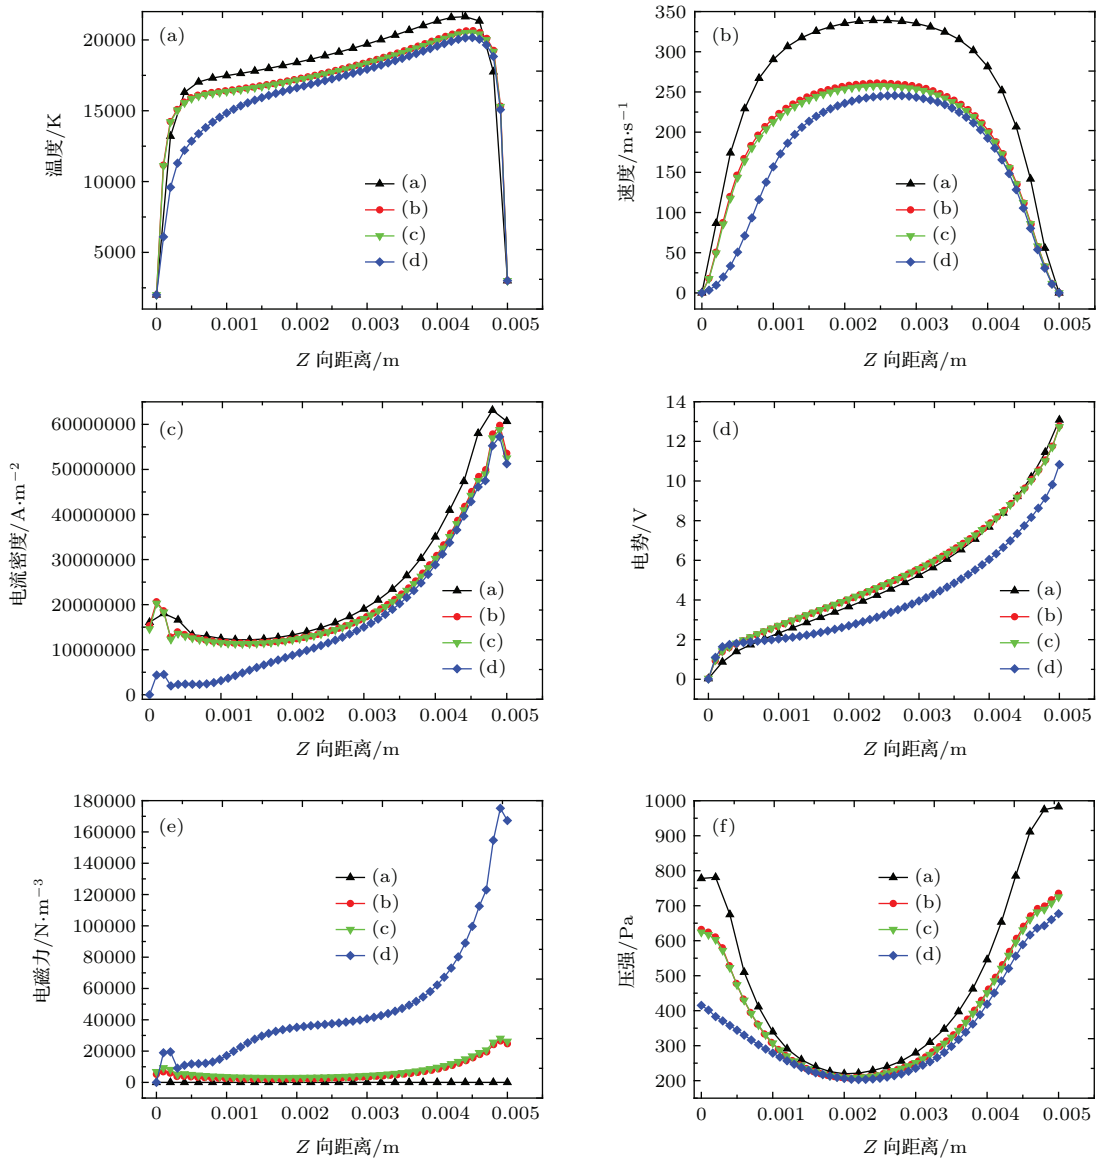 (a)
20000
15000
10000
5000
温度/K
(a)
(b)
(c)
(d)
0 0.001 0.002 0.003 0.004 0.005
Z 向距离/m
(b)
350
300
250
200
150
100
50
0
速度/m·s⁻¹
(a)
(b)
(c)
(d)
0 0.001 0.002 0.003 0.004 0.005
Z 向距离/m
(c)
60000000
50000000
40000000
30000000
20000000
10000000
0
电流密度/A·m⁻²
(a)
(b)
(c)
(d)
0 0.001 0.002 0.003 0.004 0.005
Z 向距离/m
(d)
14
12
10
8
6
4
2
0
电势/V
(a)
(b)
(c)
(d)
0 0.001 0.002 0.003 0.004 0.005
Z 向距离/m
(e)
180000
160000
140000
120000
100000
80000
60000
40000
20000
0
电磁力/N·m⁻³
(a)
(b)
(c)
(d)
0 0.001 0.002 0.003 0.004 0.005
Z 向距离/m
(f)
1000
900
800
700
600
500
400
300
200
压强/Pa
(a)
(b)
(c)
(d)
0 0.001 0.002 0.003 0.004 0.005
Z 向距离/m